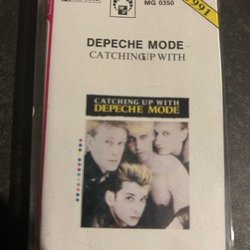 MG 0350
1991
DEPECHE MODE
CATCHING UP WITH
CATCHING UP WITH
DEPECHE MODE